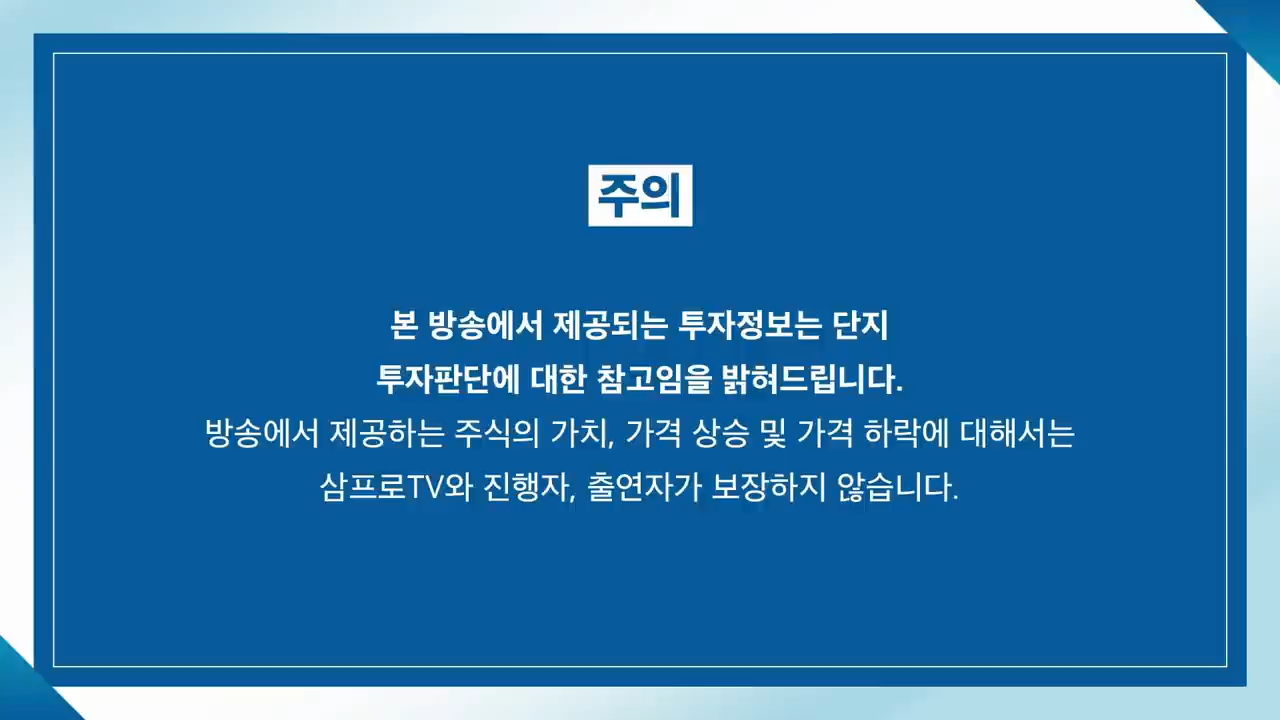 주의
본 방송에서 제공되는 투자정보는 단지
투자판단에 대한 참고임을 밝혀드립니다.
방송에서 제공하는 주식의 가치, 가격 상승 및 가격 하락에 대해서는
삼프로TV와 진행자, 출연자가 보장하지 않습니다.